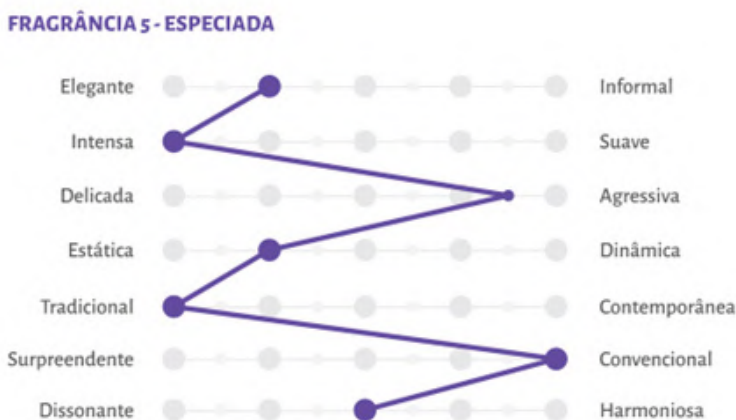 FRAGRÂNCIA 5 - ESPECIADA
Elegante Informal
Intensa Suave
Delicada Agressiva
Estática Dinâmica
Tradicional Contemporânea
Surpreendente Convencional
Dissonante Harmoniosa